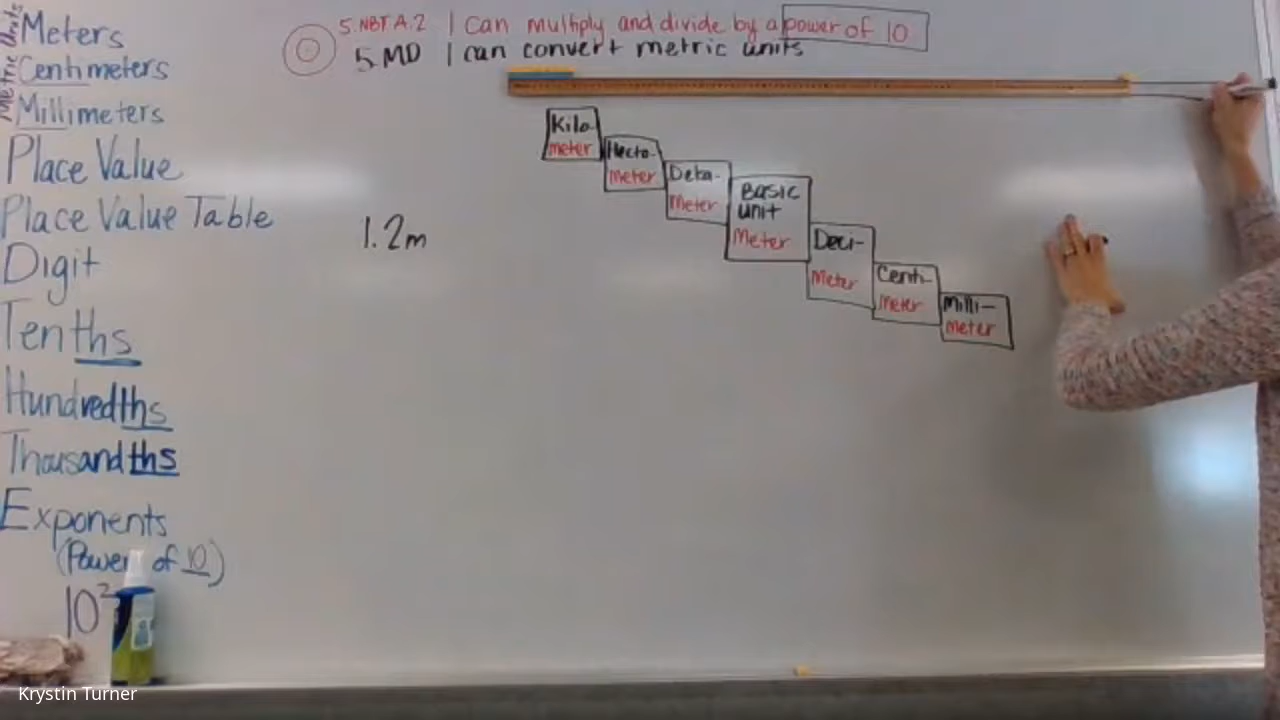 Metric Units
Meters
Centimeters
Millimeters
Place Value
Place Value Table
Digit
Tenths
Hundredths
Thousandths
Exponents
(Power of 10)
10²
5.NBT.A.2 I Can multiply and divide by a power of 10
5.MD I can convert metric units
1.2m
Kilo-
meter
Hecto-
meter
Deka-
Meter
Basic
unit
Meter
Deci-
Meter
Centi-
Meter
Milli-
meter
Krystin Turner